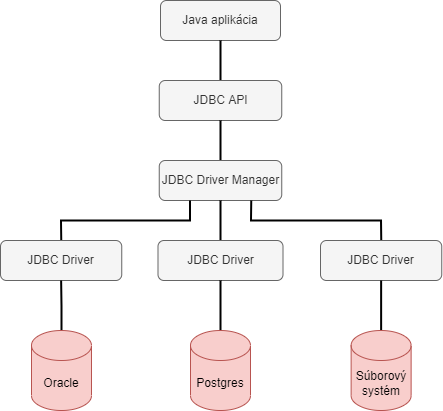 Java aplikácia
JDBC API
JDBC Driver Manager
JDBC Driver
JDBC Driver
JDBC Driver
Oracle
Postgres
Súborový
systém